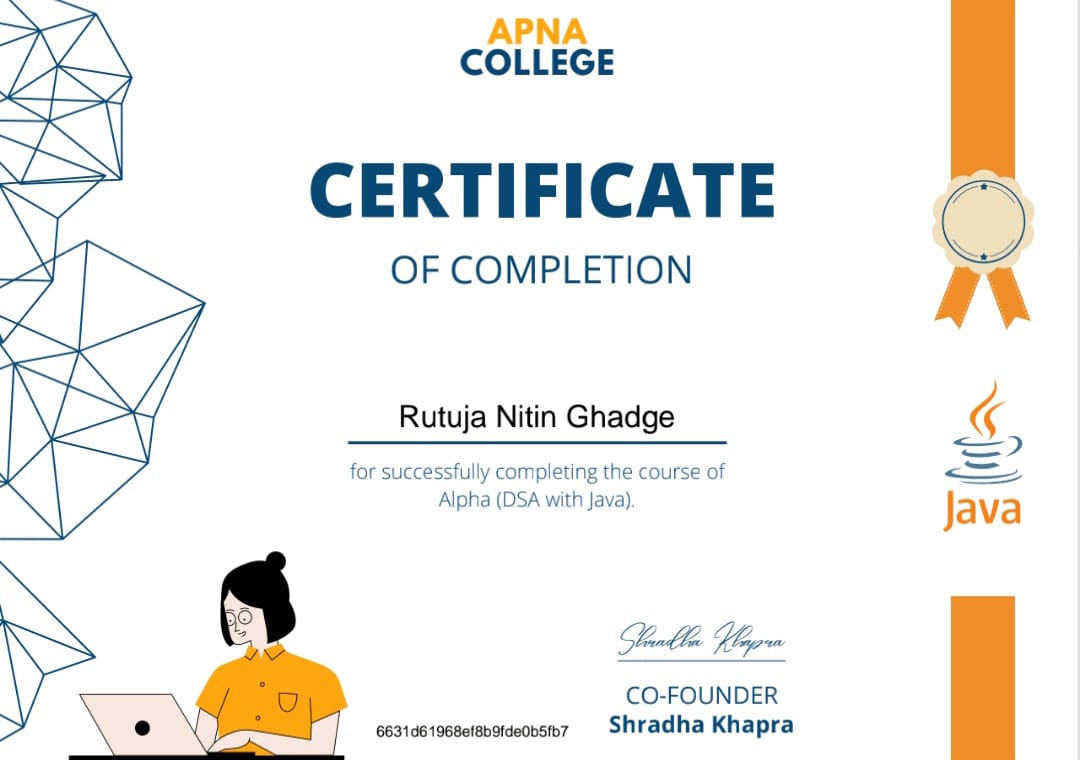 APNA
COLLEGE
CERTIFICATE
OF COMPLETION
Rutuja Nitin Ghadge
for successfully completing the course of
Alpha (DSA with Java).
Java
Shradha Khapra
CO-FOUNDER
Shradha Khapra
6631d61968ef8b9fde0b5fb7